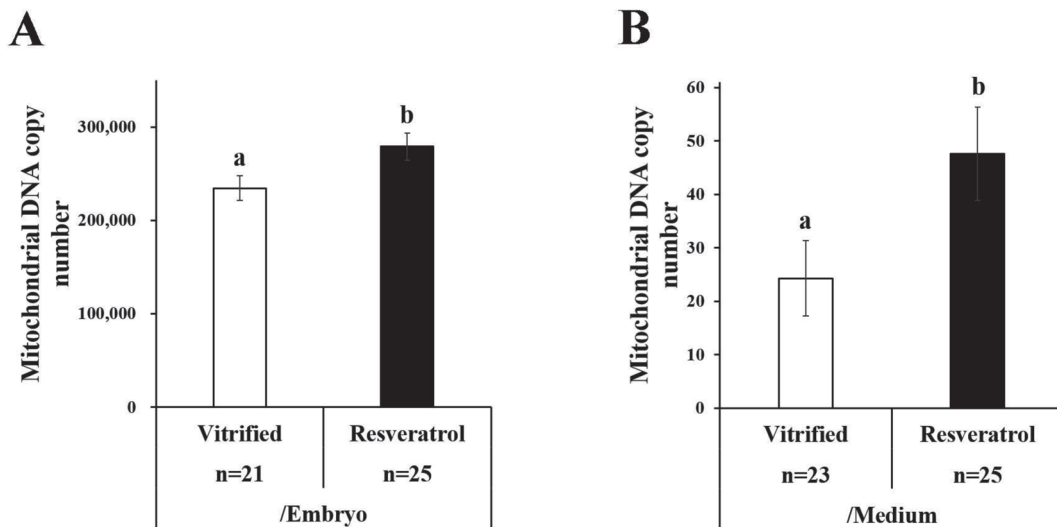 A
Mitochondrial DNA copy
number
300,000
200,000
100,000
0
a
b
Vitrified
Resveratrol
n=21
n=25
/Embryo
B
Mitochondrial DNA copy
number
60
50
40
30
20
10
0
a
b
Vitrified
Resveratrol
n=23
n=25
/Medium